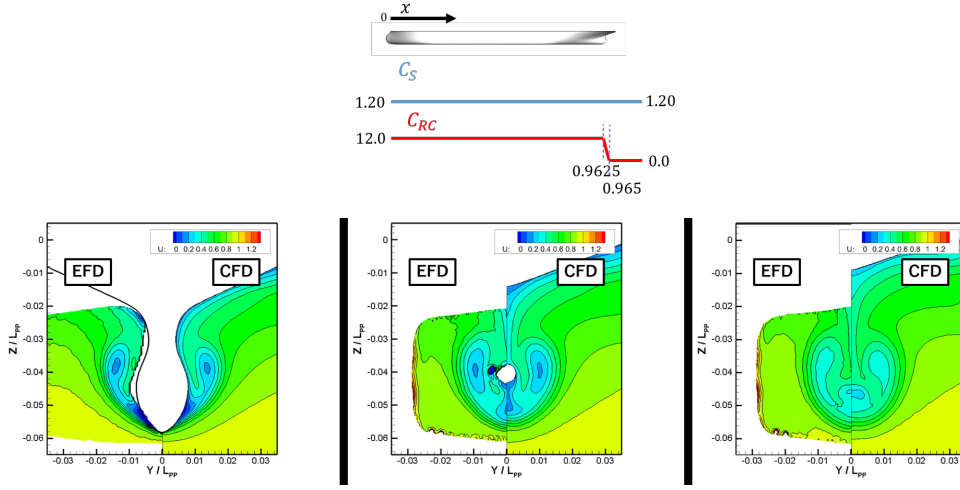 0
x
C_S
1.20
1.20
C_RC
12.0
0.0
0.9625
0.965
0
U: 0 0.2 0.4 0.6 0.8 1 1.2
EFD
CFD
-0.01
-0.02
Z / L_PP
-0.03
-0.04
-0.05
-0.06
-0.03 -0.02 -0.01 0 0.01 0.02 0.03
Y / L_PP
0
U: 0 0.2 0.4 0.6 0.8 1 1.2
EFD
CFD
-0.01
-0.02
Z / L_PP
-0.03
-0.04
-0.05
-0.06
-0.03 -0.02 -0.01 0 0.01 0.02 0.03
Y / L_PP
0
U: 0 0.2 0.4 0.6 0.8 1 1.2
EFD
CFD
-0.01
-0.02
Z / L_PP
-0.03
-0.04
-0.05
-0.06
-0.03 -0.02 -0.01 0 0.01 0.02 0.03
Y / L_PP